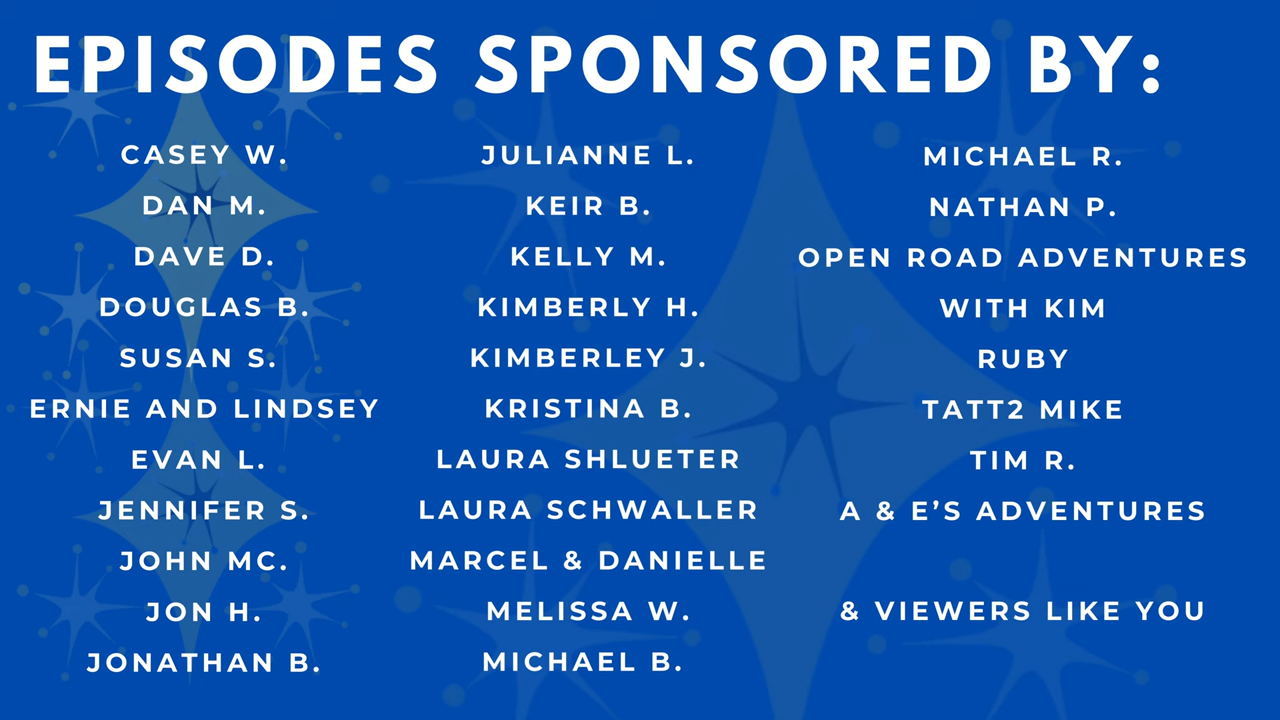 EPISODES SPONSORED BY:
CASEY W.
DAN M.
DAVE D.
DOUGLAS B.
SUSAN S.
ERNIE AND LINDSEY
EVAN L.
JENNIFER S.
JOHN MC.
JON H.
JONATHAN B.
JULIANNE L.
KEIR B.
KELLY M.
KIMBERLY H.
KIMBERLEY J.
KRISTINA B.
LAURA SHLUETER
LAURA SCHWALLER
MARCEL & DANIELLE
MELISSA W.
MICHAEL B.
MICHAEL R.
NATHAN P.
OPEN ROAD ADVENTURES
WITH KIM
RUBY
TATT2 MIKE
TIM R.
A & E’S ADVENTURES
& VIEWERS LIKE YOU